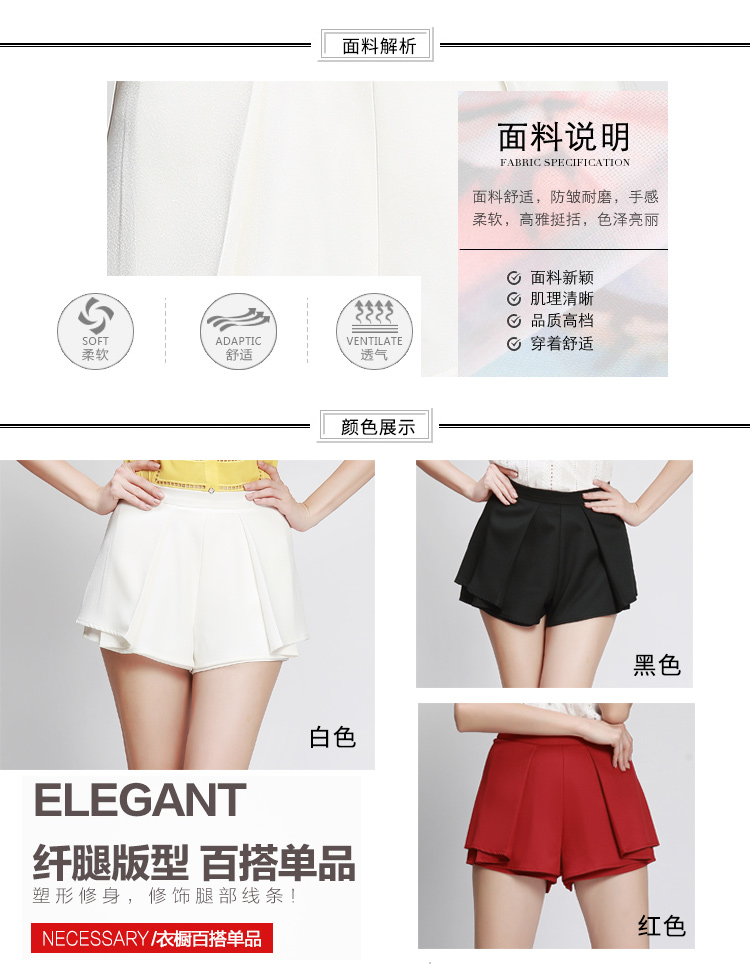 面料解析
面料说明
FABRIC SPECIFICATION
面料舒适，防皱耐磨，手感
柔软，高雅挺括，色泽亮丽
面料新颖
肌理清晰
品质高档
穿着舒适
SOFT
柔软
ADAPTIC
舒适
VENTILATE
透气
颜色展示
白色
黑色
红色
ELEGANT
纤腿版型 百搭单品
塑形修身，修饰腿部线条！
NECESSARY/衣橱百搭单品